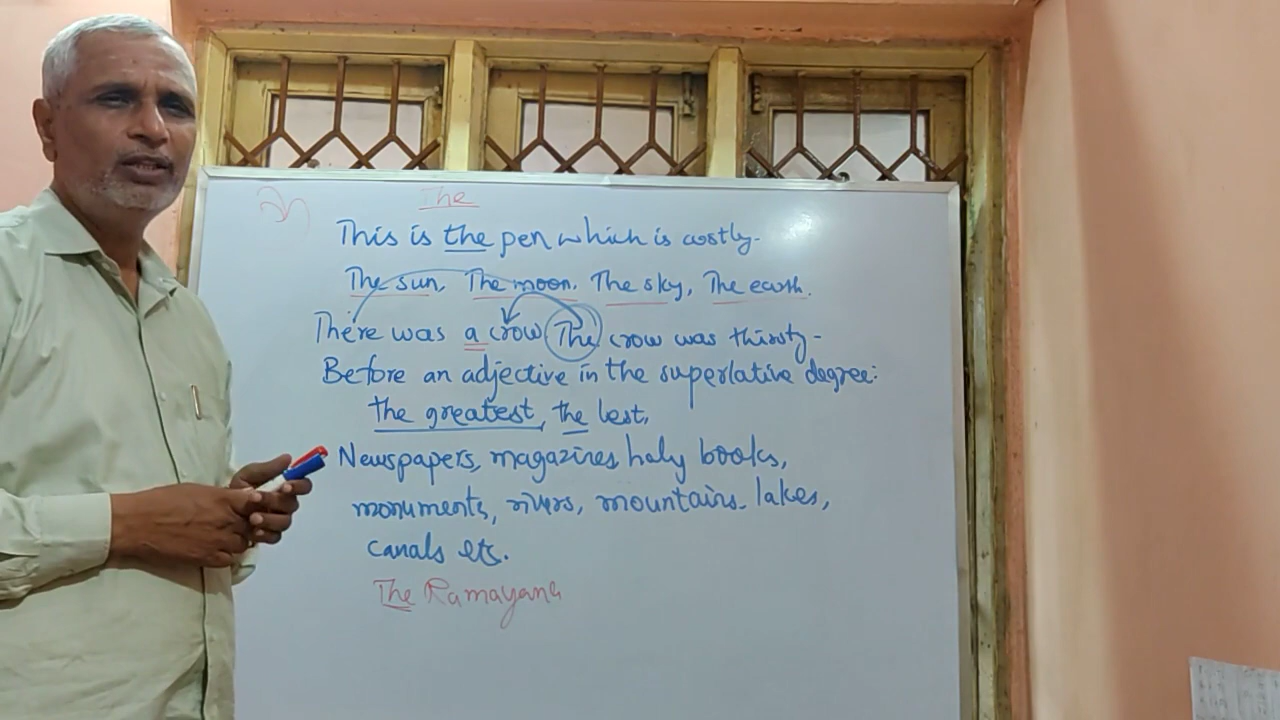 The
This is the pen which is costly.
The sun, The moon, The sky, The earth.
There was a crow The crow was thirsty.
Before an adjective in the superlative degree:
the greatest, the best,
Newspapers, magazines, holy books,
monuments, rivers, mountains, lakes,
canals etc.
The Ramayana